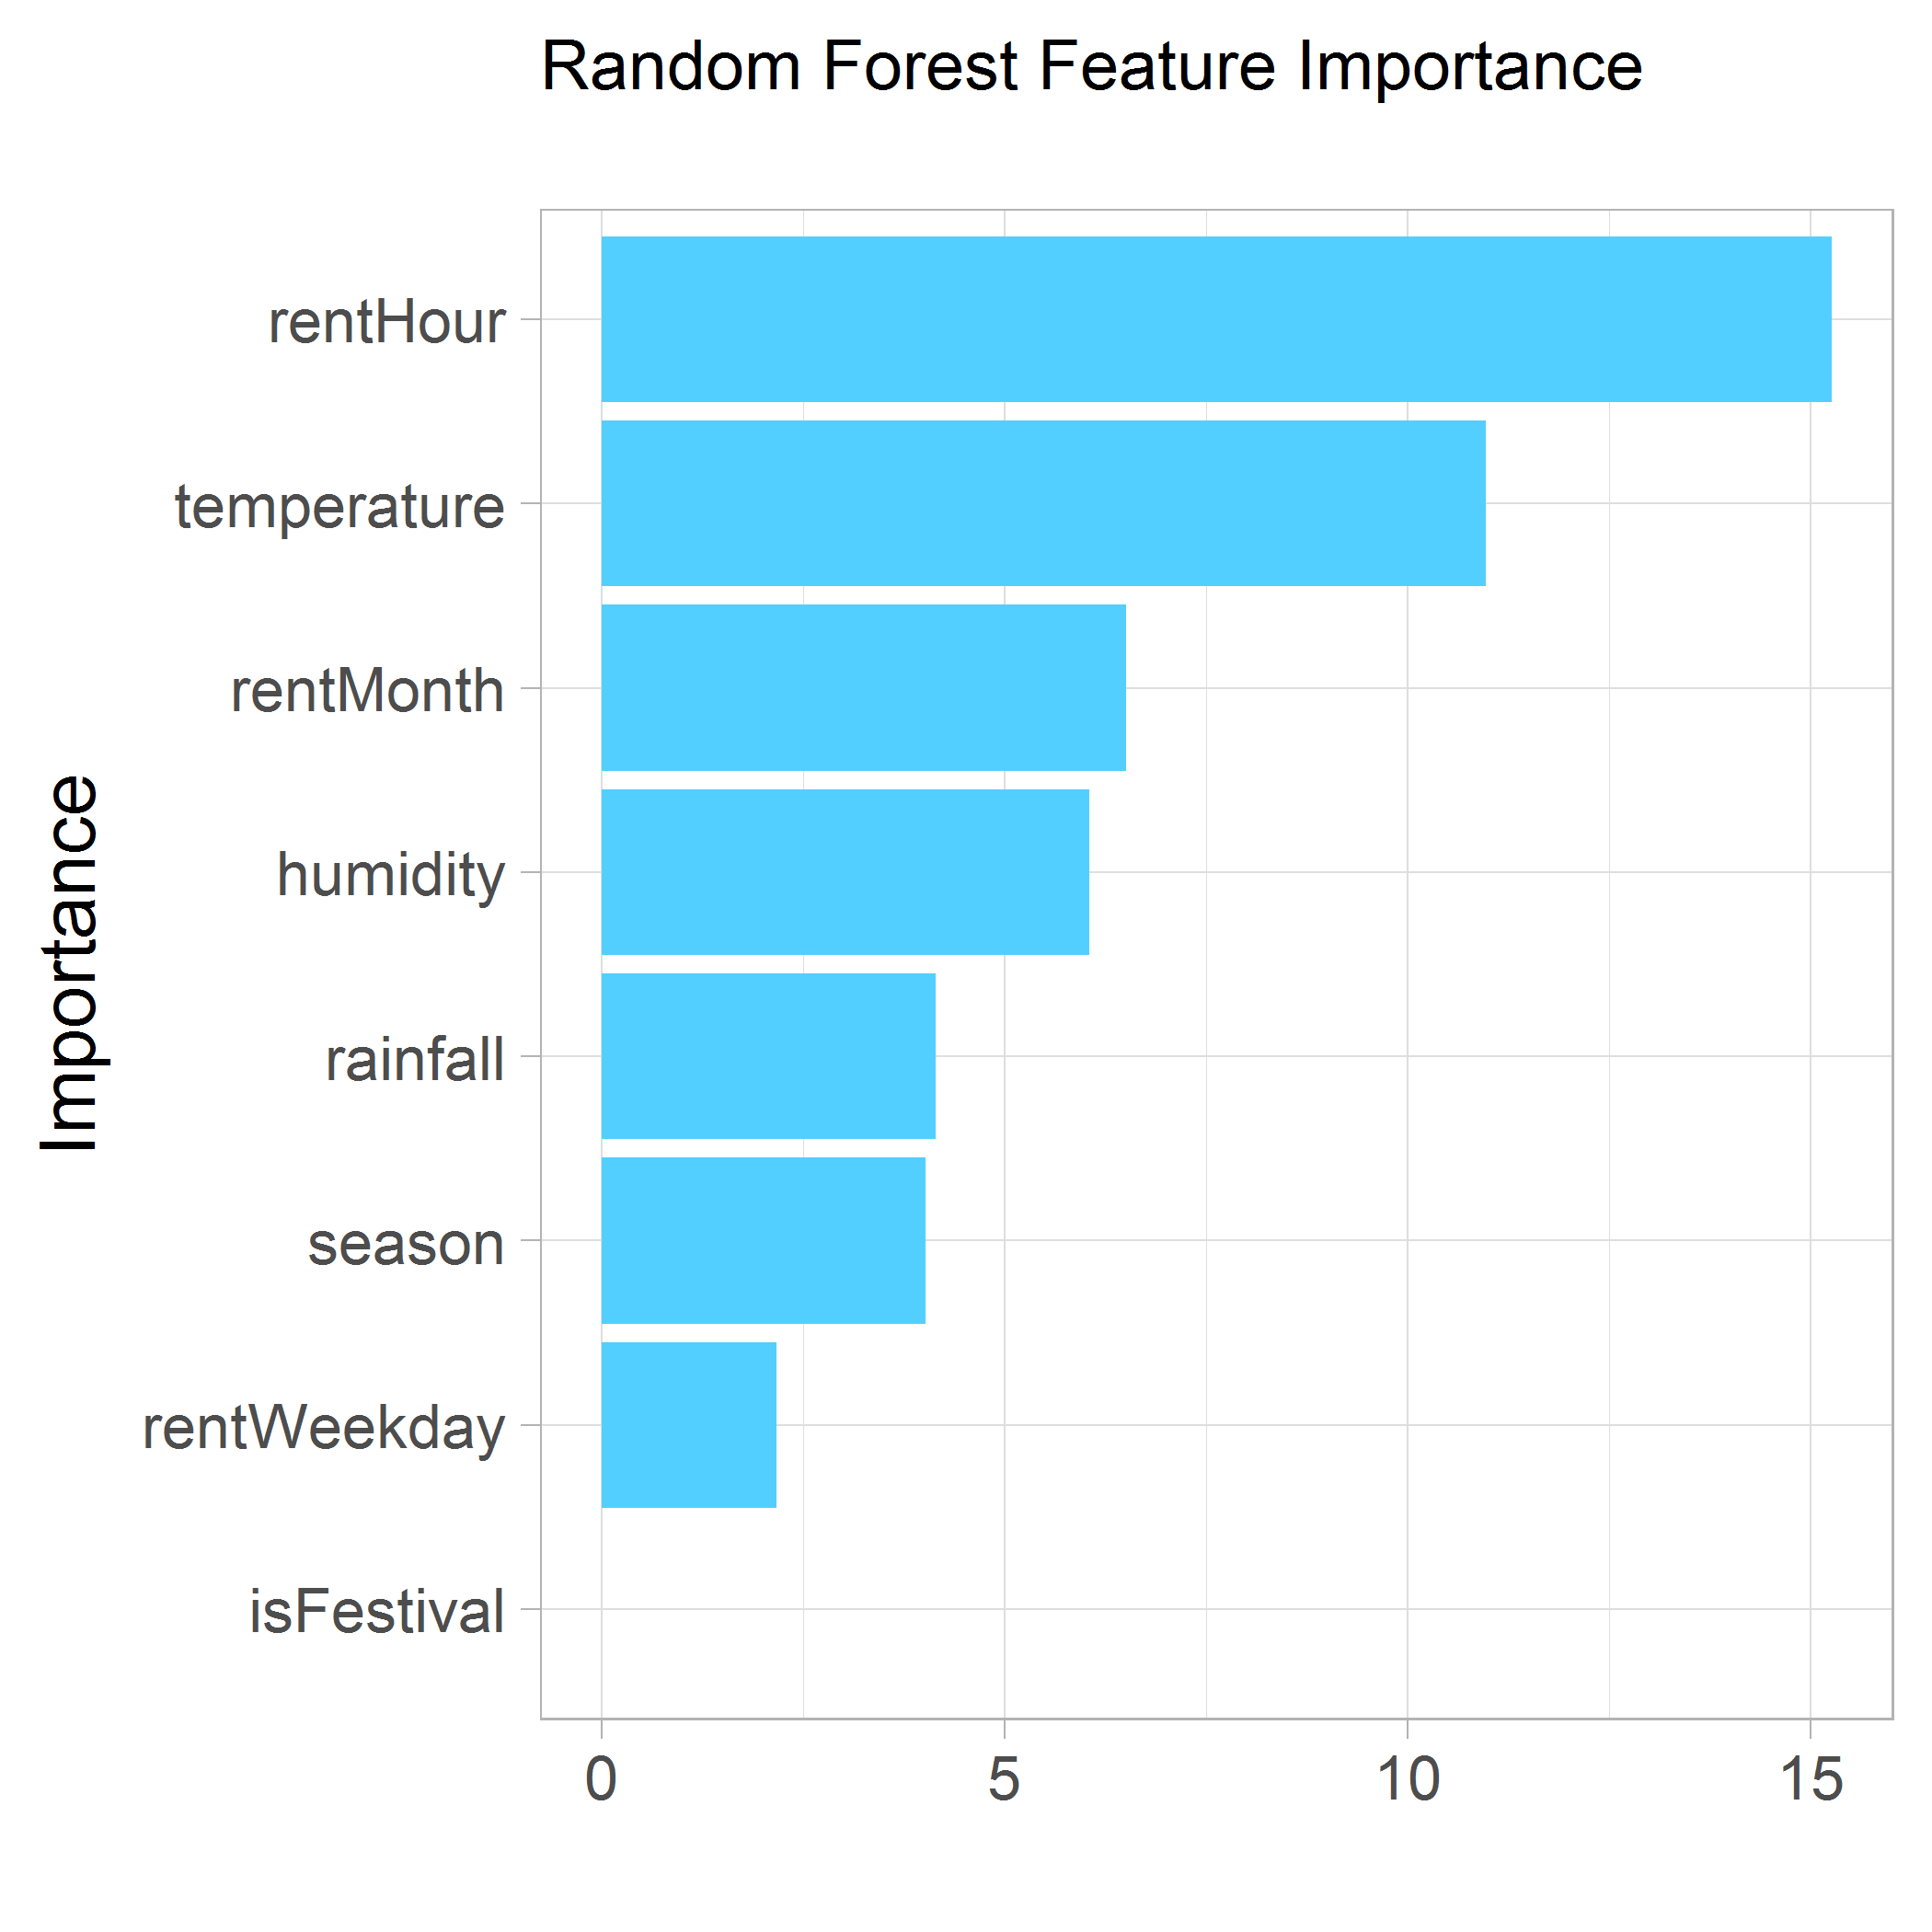 Random Forest Feature Importance
rentHour
temperature
rentMonth
humidity
rainfall
season
rentWeekday
isFestival
Importance
0 5 10 15